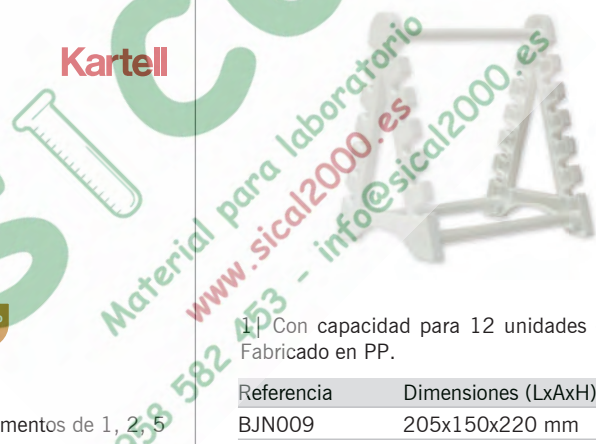 Kartell
Material para laboratorio
www.sical2000.es
958 582 453 - info@sical2000.es
mentos de 1, 2, 5
1| Con capacidad para 12 unidades
Fabricado en PP.
Referencia Dimensiones (LxAxH)
BJN009 205x150x220 mm